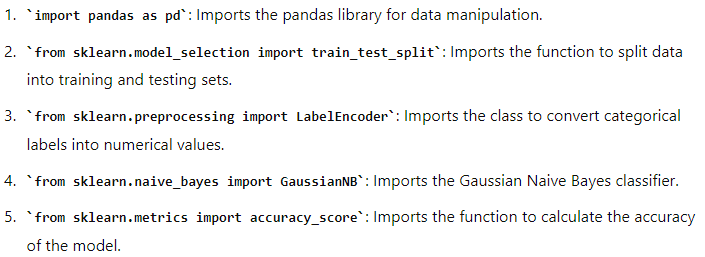 1. `import pandas as pd`: Imports the pandas library for data manipulation.
2. `from sklearn.model_selection import train_test_split`: Imports the function to split data
into training and testing sets.
3. `from sklearn.preprocessing import LabelEncoder`: Imports the class to convert categorical
labels into numerical values.
4. `from sklearn.naive_bayes import GaussianNB`: Imports the Gaussian Naive Bayes classifier.
5. `from sklearn.metrics import accuracy_score`: Imports the function to calculate the accuracy
of the model.